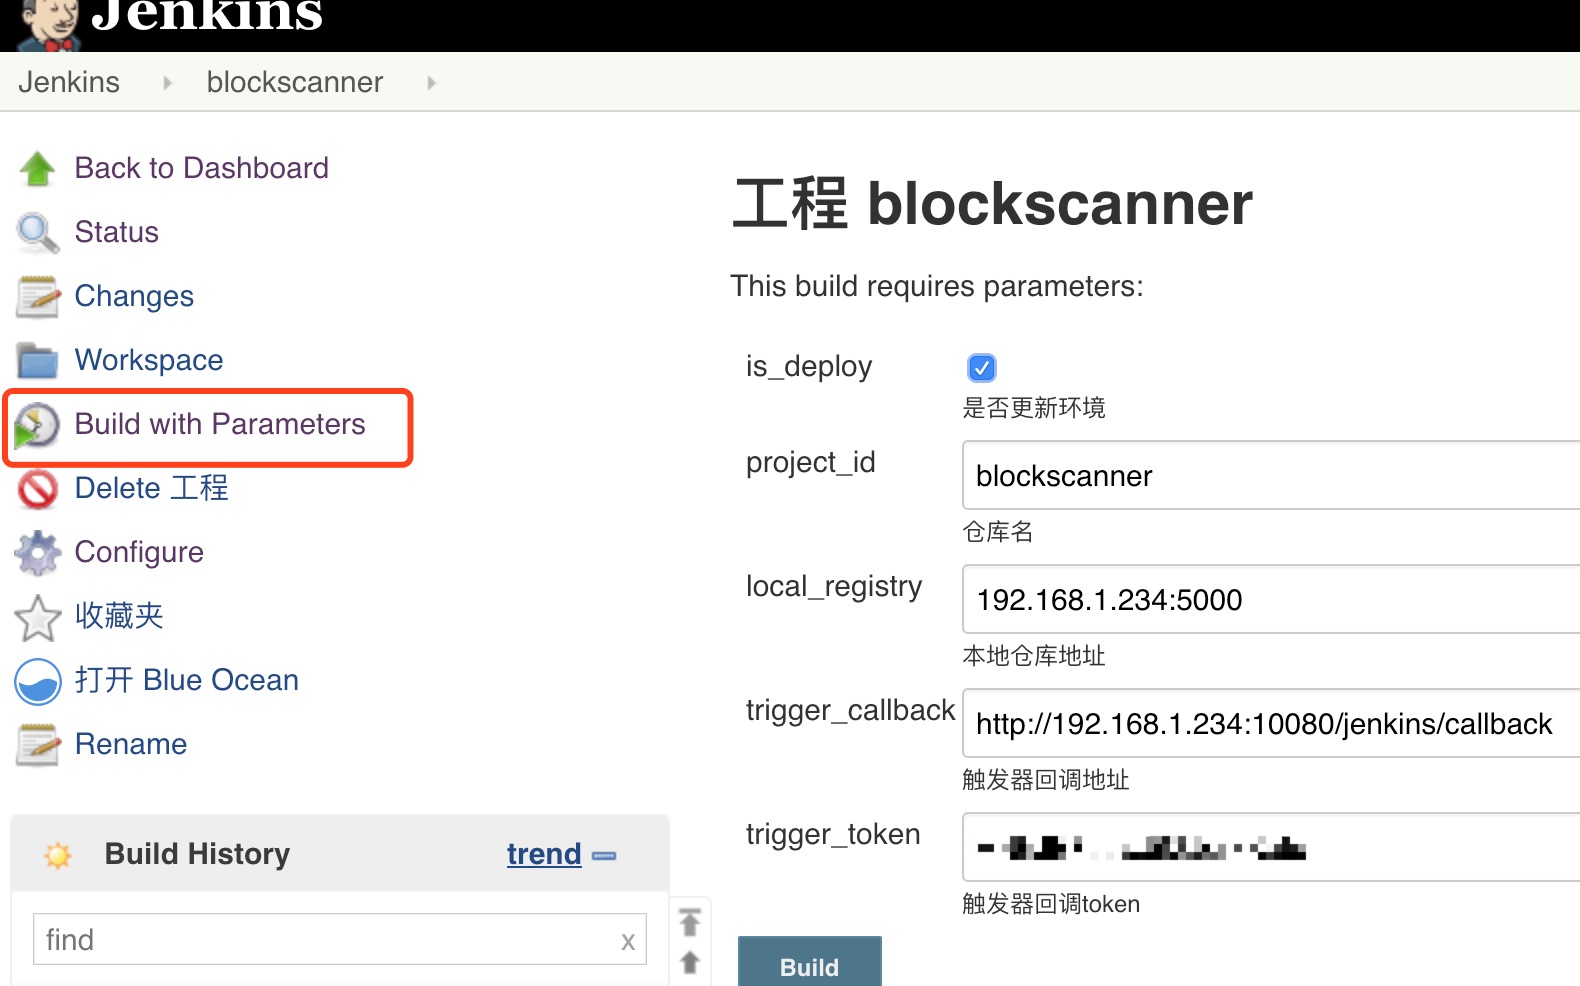 Jenkins
Jenkins blockscanner
Back to Dashboard
Status
Changes
Workspace
Build with Parameters
Delete 工程
Configure
收藏夹
打开 Blue Ocean
Rename
Build History trend
find x
工程 blockscanner
This build requires parameters:
is_deploy
是否更新环境
project_id blockscanner
仓库名
local_registry 192.168.1.234:5000
本地仓库地址
trigger_callback http://192.168.1.234:10080/jenkins/callback
触发器回调地址
trigger_token
触发器回调token
Build